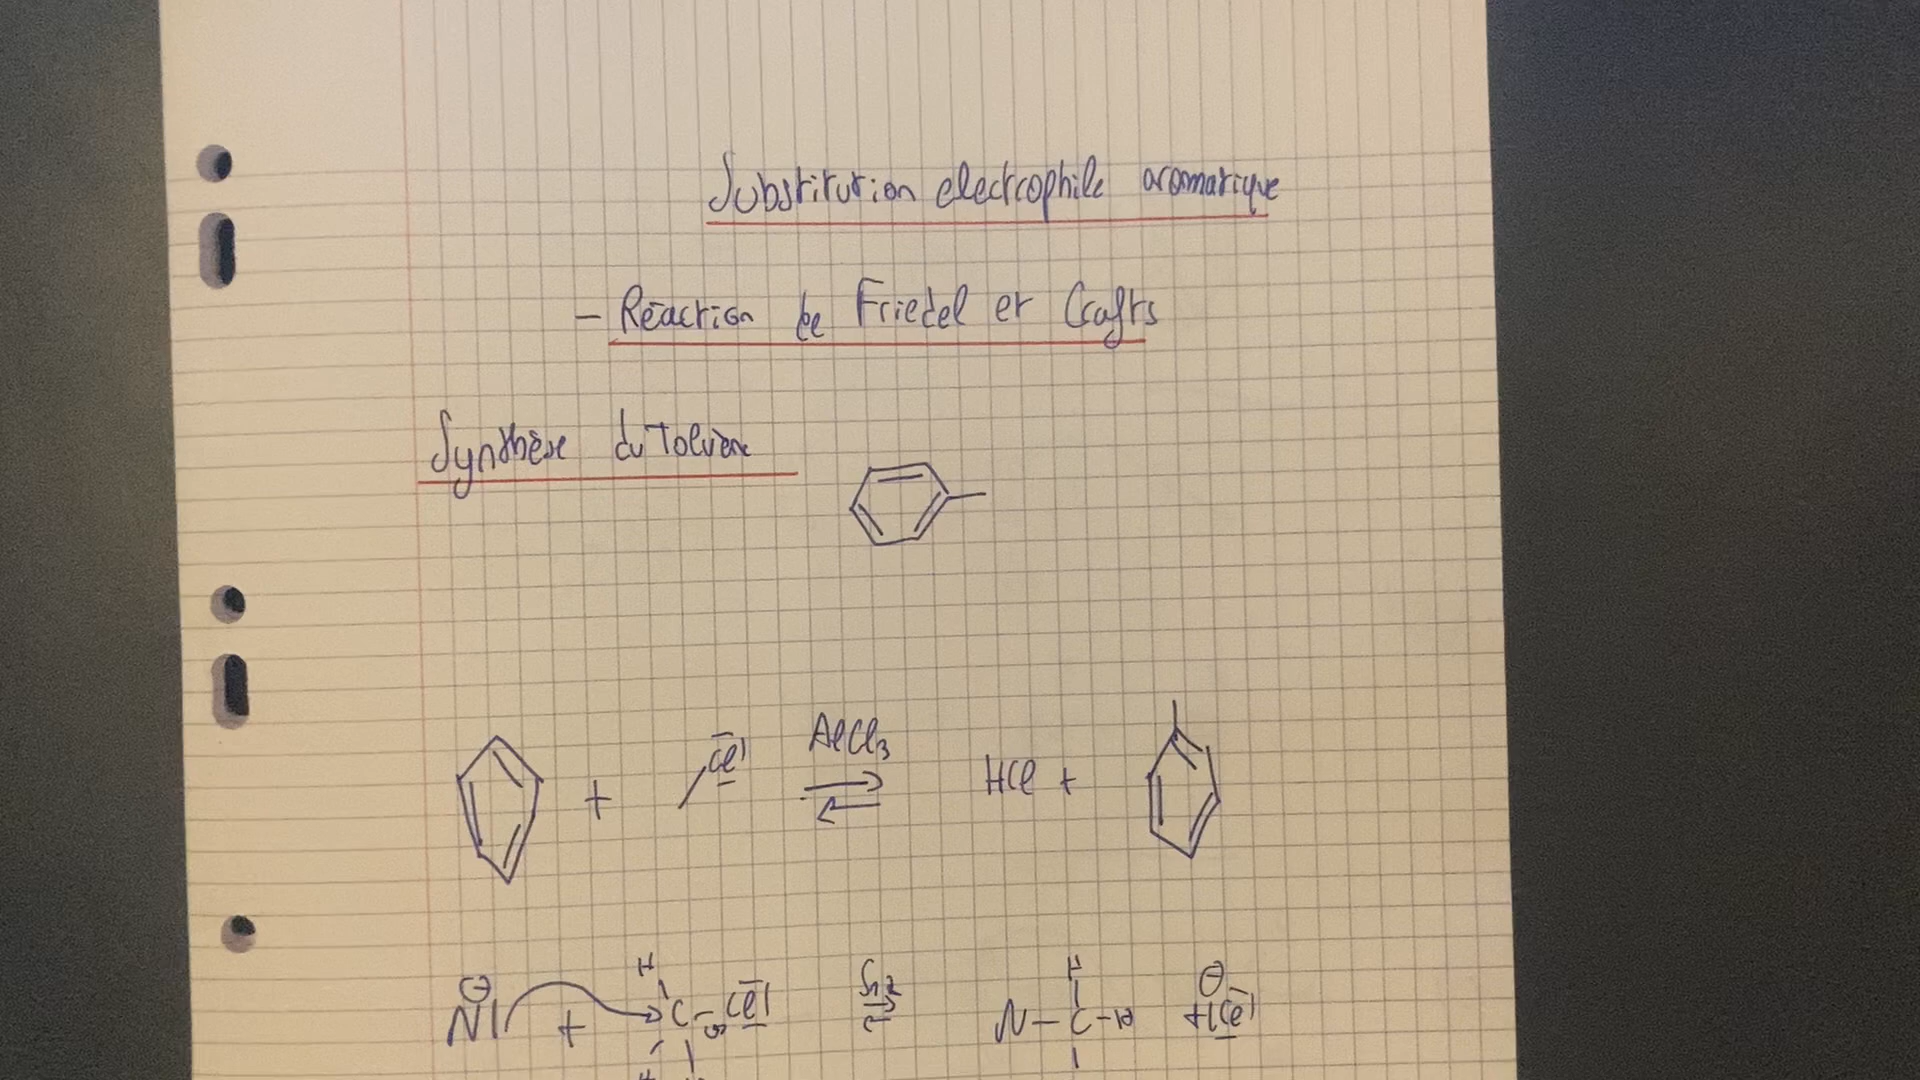 Substitution electrophile aromatique
- Réaction de Friedel et Crafts
Synthèse du Toluène
+ Cl AlCl3 HCl +
H H
N + C - Cl Sn2 N - C - H + Cl
H